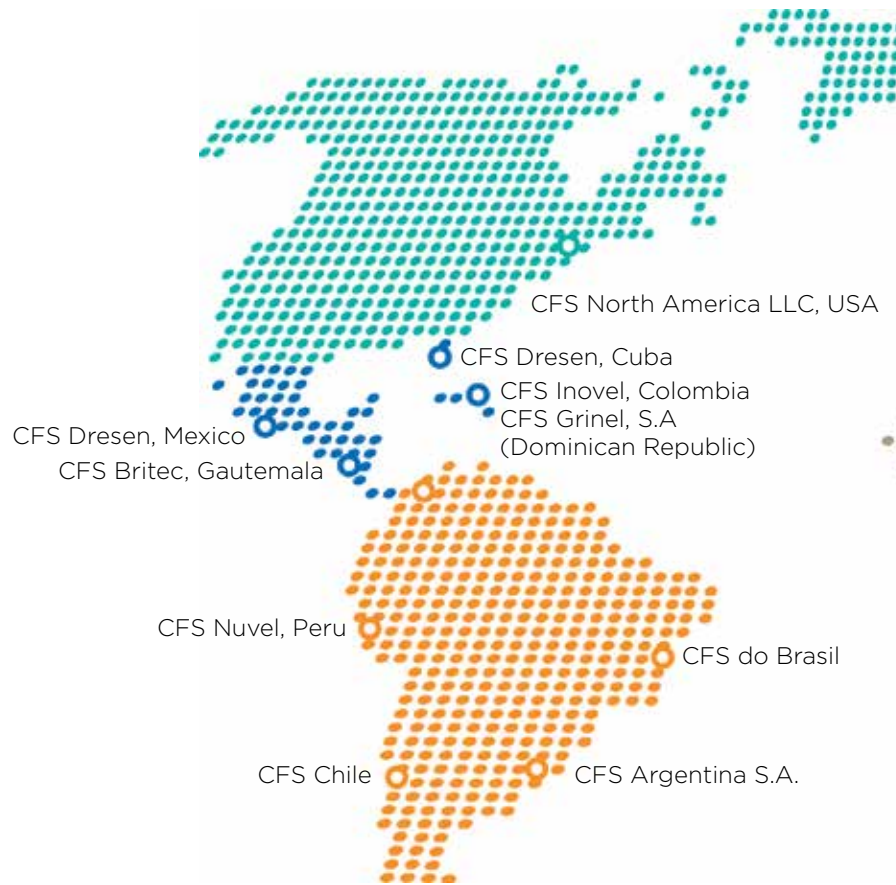 CFS North America LLC, USA
CFS Dresen, Cuba
CFS Inovel, Colombia
CFS Grinel, S.A
(Dominican Republic)
CFS Dresen, Mexico
CFS Britec, Gautemala
CFS Nuvel, Peru
CFS do Brasil
CFS Chile
CFS Argentina S.A.